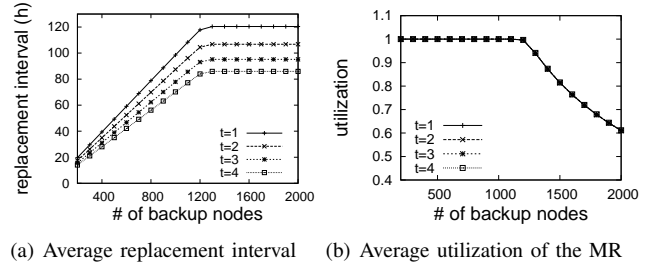 replacement interval (h)
120
100
80
60
40
20
0
t=1
t=2
t=3
t=4
400 800 1200 1600 2000
# of backup nodes
(a) Average replacement interval
utilization
1.1
1
0.9
0.8
0.7
0.6
0.5
0.4
t=1
t=2
t=3
t=4
500 1000 1500 2000
# of backup nodes
(b) Average utilization of the MR